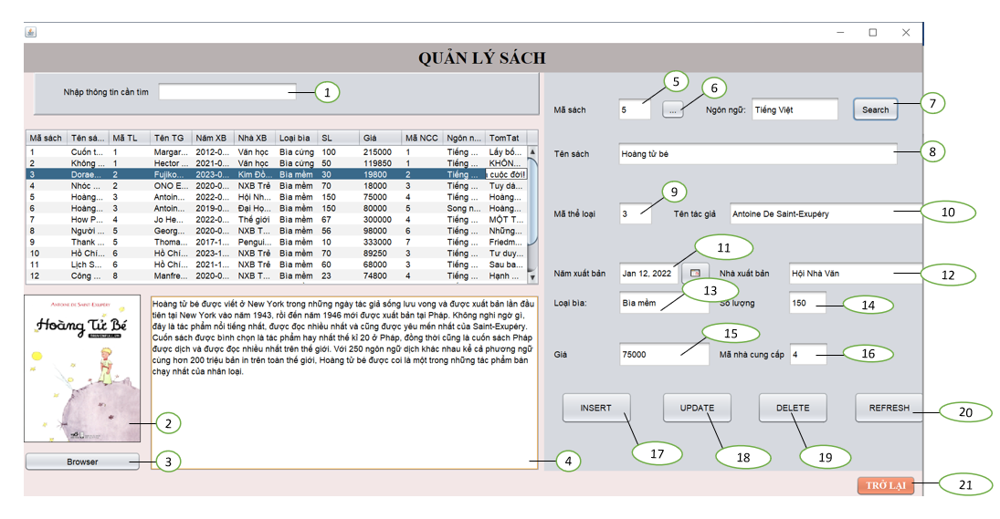 QUẢN LÝ SÁCH
Nhập thông tin cần tìm 1
Mã sách 5 ... Ngôn ngữ: Tiếng Việt Search
5 6 7
Tên sách Hoàng tử bé 8
Mã thể loại 3 Tên tác giả Antoine De Saint-Exupéry
9 10
Năm xuất bản Jan 12, 2022 Nhà xuất bản Hội Nhà Văn
11 12
Loại bìa: Bìa mềm Số lượng 150
13 14
Giá 75000 Mã nhà cung cấp 4
15 16
INSERT UPDATE DELETE REFRESH
17 18 19 20
Mã sách Tên sá... Mã TL Tên TG Năm XB Nhà XB Loại bìa SL Giá Mã NCC Ngôn n... TomTat
1 Cuốn t... 1 Margar... 2012-0... Văn học Bìa cứng 100 215000 1 Tiếng ... Lấy bố...
2 Không ... 1 Hector ... 2021-0... Văn học Bìa cứng 50 119850 1 Tiếng ... KHÔN...
3 Dorae... 2 Fujiko... 2023-0... Kim Đồ... Bìa mềm 30 19800 2 Tiếng ... cuộc đời!
4 Nhóc ... 2 ONO E... 2020-0... NXB Trẻ Bìa mềm 70 18000 3 Tiếng ... Tuy dà...
5 Hoàng... 3 Antoin... 2022-0... Hội Nh... Bìa mềm 150 75000 4 Tiếng ... Hoàng...
6 Hoàng... 3 Antoin... 2019-0... Đại Họ... Bìa mềm 150 80000 5 Song n... Hoàng...
7 How P... 4 Jo He... 2022-0... Thế giới Bìa mềm 67 300000 4 Tiếng ... MỘT T...
8 Người ... 5 Georg... 2020-0... NXB Trẻ Bìa mềm 56 98000 6 Tiếng ... Những...
9 Thank ... 5 Thoma... 2017-1... Pengui... Bìa mềm 10 333000 7 Tiếng ... Friedm...
10 Hồ Chí... 6 Hồ Chí... 2023-1... NXB Trẻ Bìa mềm 70 89250 3 Tiếng ... Tư duy...
11 Lịch S... 6 Hồ Chí... 2021-1... NXB Trẻ Bìa mềm 60 68000 3 Tiếng ... Sau ba...
12 Công ... 8 Manfre... 2020-0... NXB T... Bìa mềm 23 74800 4 Tiếng ... Hạnh ...
ANTOINE DE SAINT-EXUPÉRY
Hoàng Tử Bé
2
Browser 3
Hoàng tử bé được viết ở New York trong những ngày tác giả sống lưu vong và được xuất bản lần đầu
tiên tại New York vào năm 1943, rồi đến năm 1946 mới được xuất bản tại Pháp. Không nghi ngờ gì,
đây là tác phẩm nổi tiếng nhất, được đọc nhiều nhất và cũng được yêu mến nhất của Saint-Exupéry.
Cuốn sách được bình chọn là tác phẩm hay nhất thế kỉ 20 ở Pháp, đồng thời cũng là cuốn sách Pháp
được dịch và được đọc nhiều nhất trên thế giới. Với 250 ngôn ngữ dịch khác nhau kể cả phương ngữ
cùng hơn 200 triệu bản in trên toàn thế giới, Hoàng tử bé được coi là một trong những tác phẩm bán
chạy nhất của nhân loại.
4
TRỞ LẠI 21